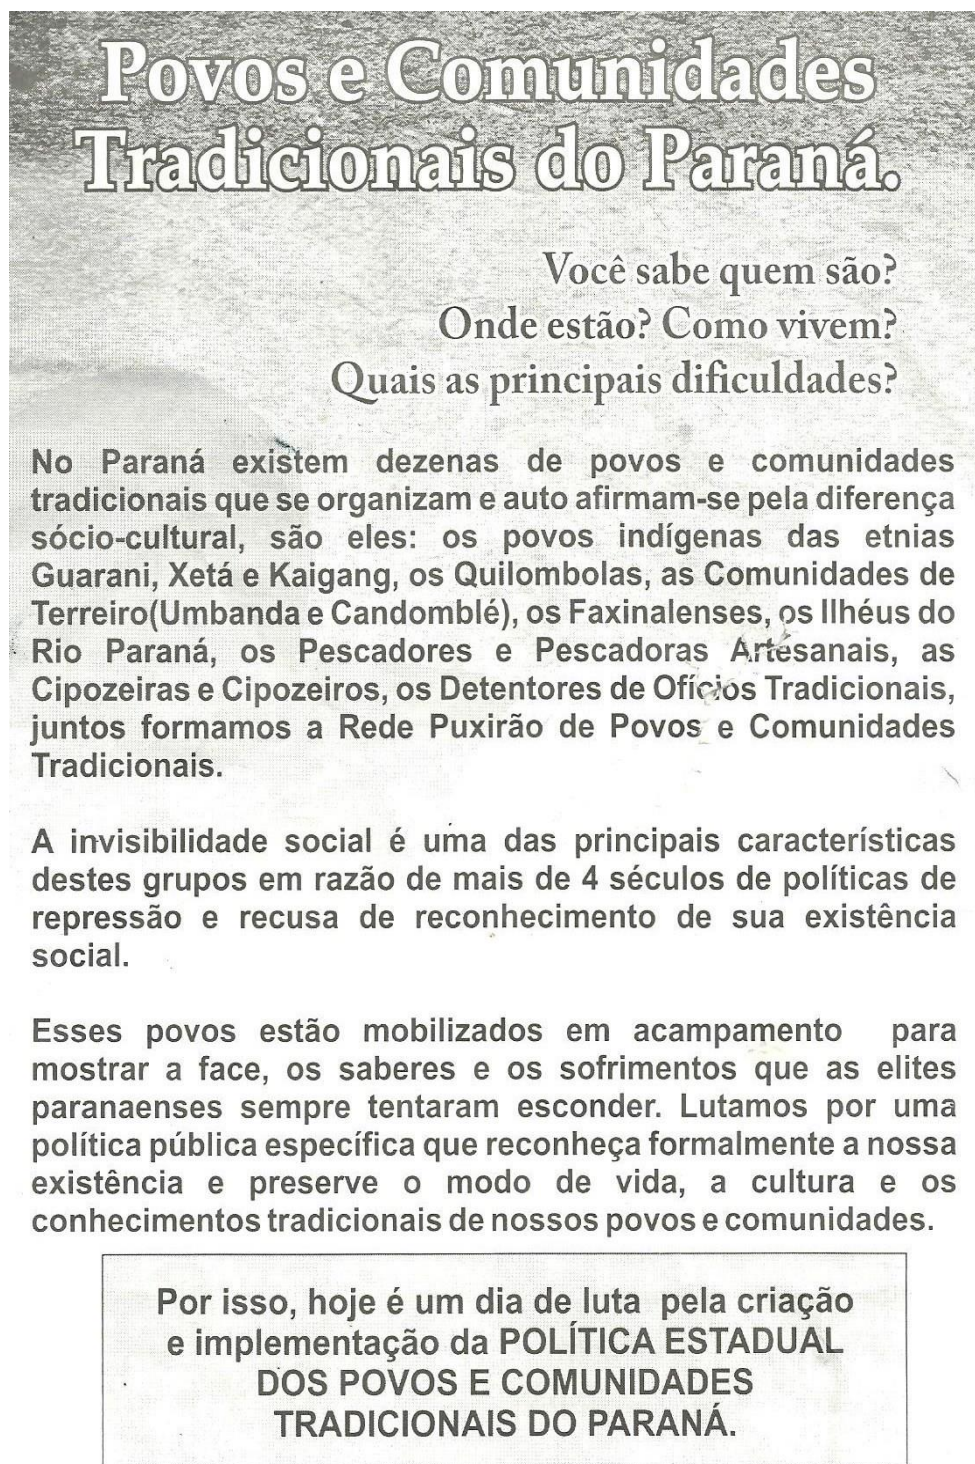 Povos e Comunidades
Tradicionais do Paraná.
Você sabe quem são?
Onde estão? Como vivem?
Quais as principais dificuldades?
No Paraná existem dezenas de povos e comunidades
tradicionais que se organizam e auto afirmam-se pela diferença
sócio-cultural, são eles: os povos indígenas das etnias
Guarani, Xetá e Kaigang, os Quilombolas, as Comunidades de
Terreiro(Umbanda e Candomblé), os Faxinalenses, os Ilhéus do
Rio Paraná, os Pescadores e Pescadoras Artesanais, as
Cipozeiras e Cipozeiros, os Detentores de Ofícios Tradicionais,
juntos formamos a Rede Puxirão de Povos e Comunidades
Tradicionais.
A invisibilidade social é uma das principais características
destes grupos em razão de mais de 4 séculos de políticas de
repressão e recusa de reconhecimento de sua existência
social.
Esses povos estão mobilizados em acampamento para
mostrar a face, os saberes e os sofrimentos que as elites
paranaenses sempre tentaram esconder. Lutamos por uma
política pública específica que reconheça formalmente a nossa
existência e preserve o modo de vida, a cultura e os
conhecimentos tradicionais de nossos povos e comunidades.
Por isso, hoje é um dia de luta pela criação
e implementação da POLÍTICA ESTADUAL
DOS POVOS E COMUNIDADES
TRADICIONAIS DO PARANÁ.